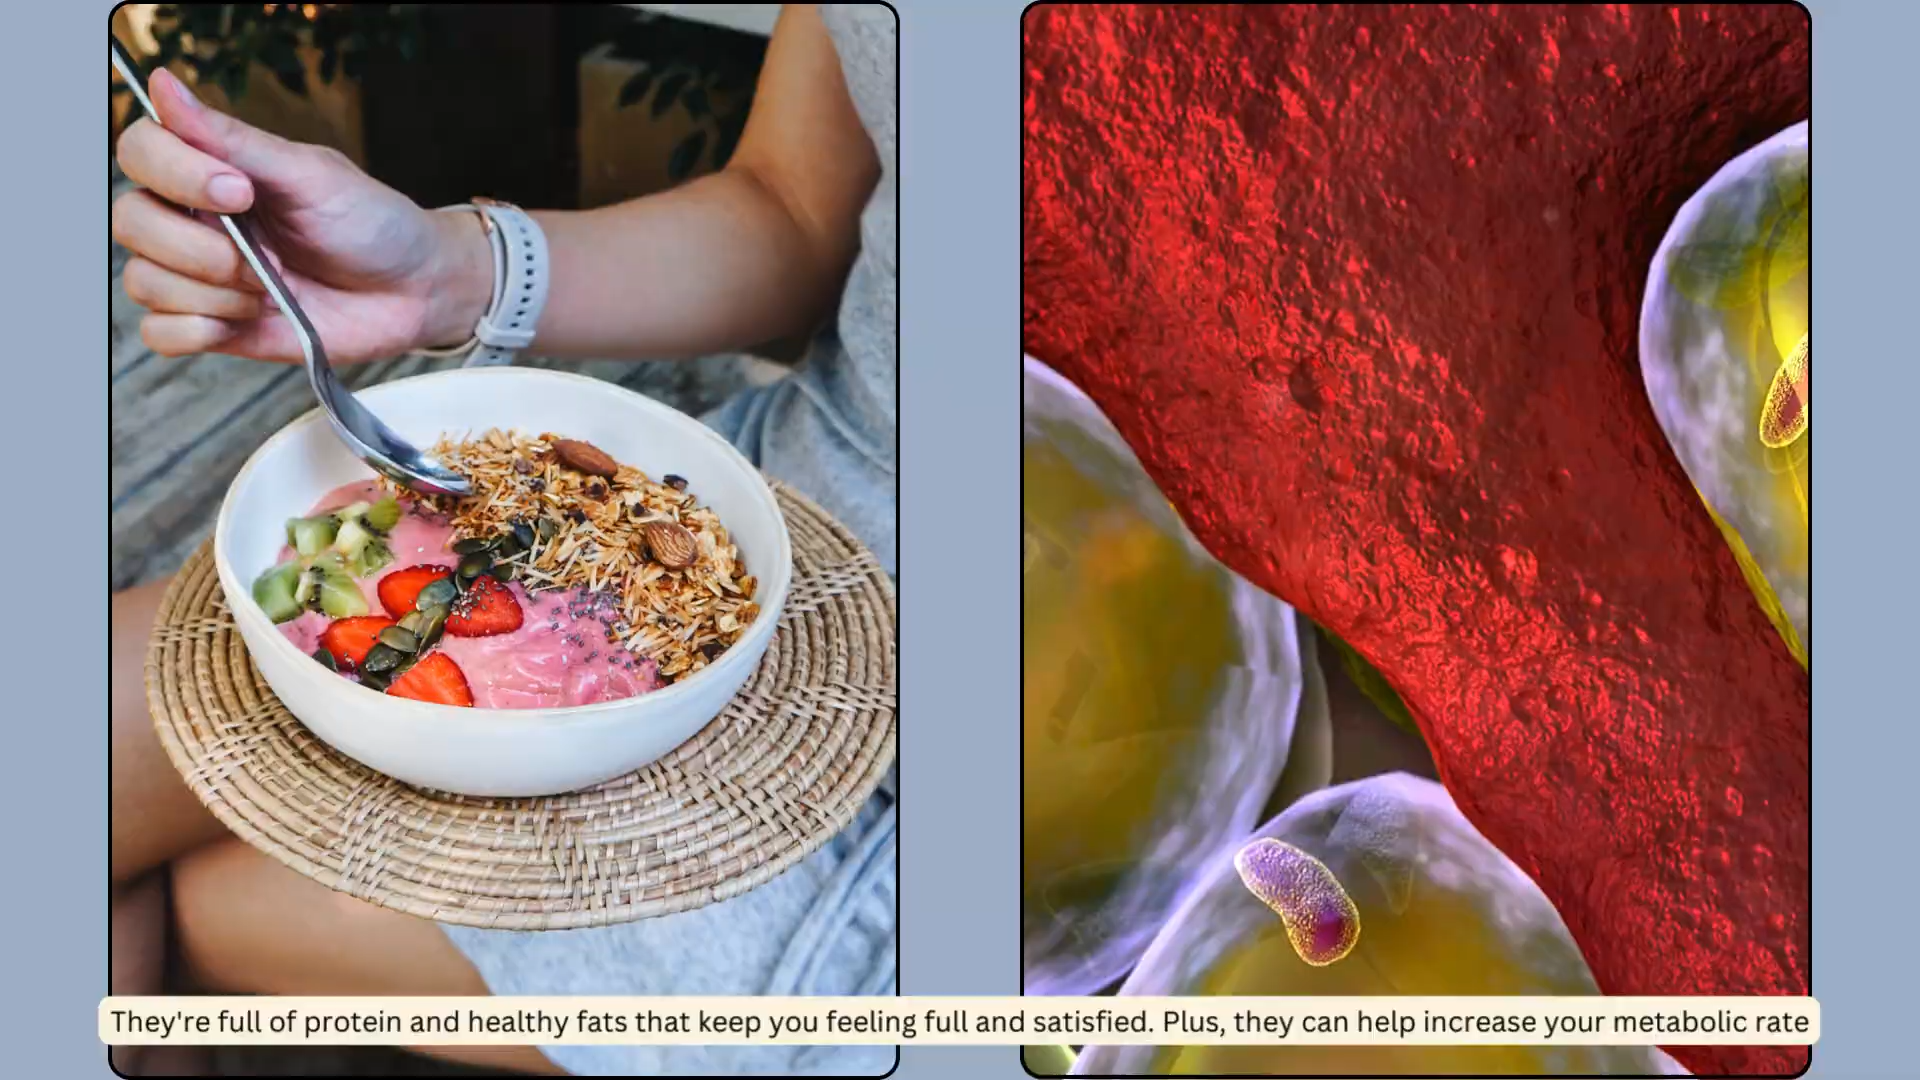 They're full of protein and healthy fats that keep you feeling full and satisfied. Plus, they can help increase your metabolic rate